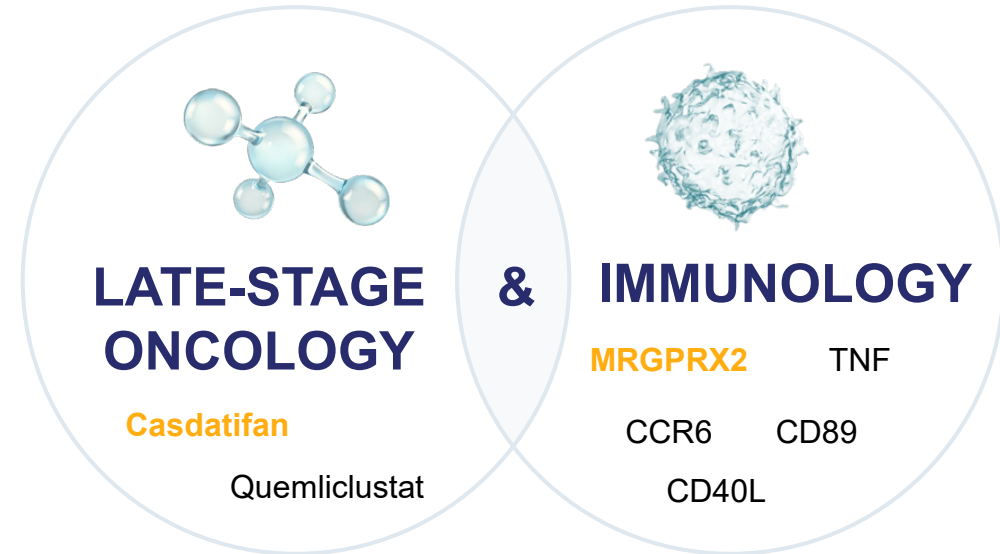 LATE-STAGE
ONCOLOGY
Casdatifan
Quemliclustat
&
IMMUNOLOGY
MRGPRX2 TNF
CCR6 CD89
CD40L